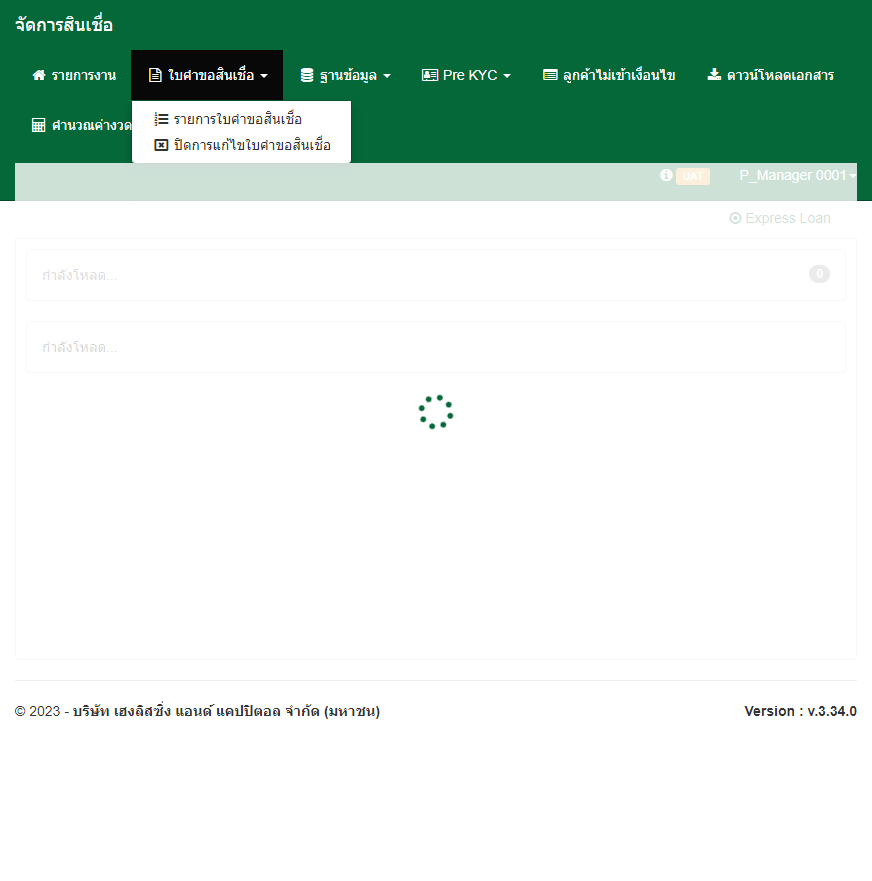 จัดการสินเชื่อ
รายการงาน ใบคำขอสินเชื่อ ฐานข้อมูล Pre KYC ลูกค้าไม่เข้าเงื่อนไข ดาวน์โหลดเอกสาร
คำนวณค่างวด
รายการใบคำขอสินเชื่อ
ปิดการแก้ไขใบคำขอสินเชื่อ
UAT P_Manager 0001
Express Loan
กำลังโหลด... 0
กำลังโหลด...
© 2023 - บริษัท เฮงลิสซิ่ง แอนด์ แคปปิตอล จำกัด (มหาชน) Version : v.3.34.0